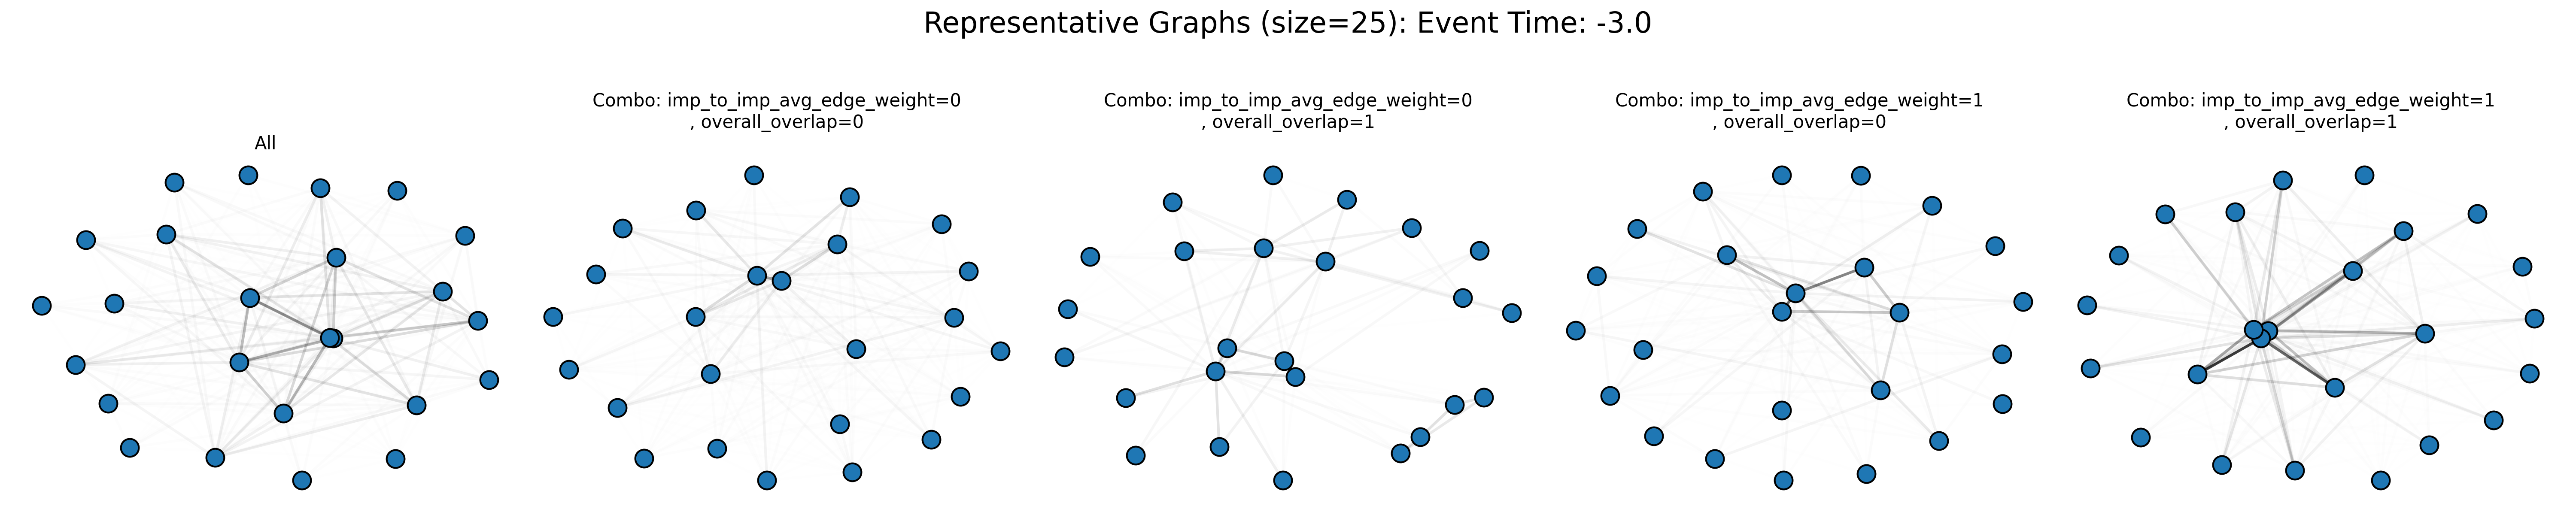 Representative Graphs (size=25): Event Time: -3.0
All
Combo: imp_to_imp_avg_edge_weight=0
, overall_overlap=0
Combo: imp_to_imp_avg_edge_weight=0
, overall_overlap=1
Combo: imp_to_imp_avg_edge_weight=1
, overall_overlap=0
Combo: imp_to_imp_avg_edge_weight=1
, overall_overlap=1